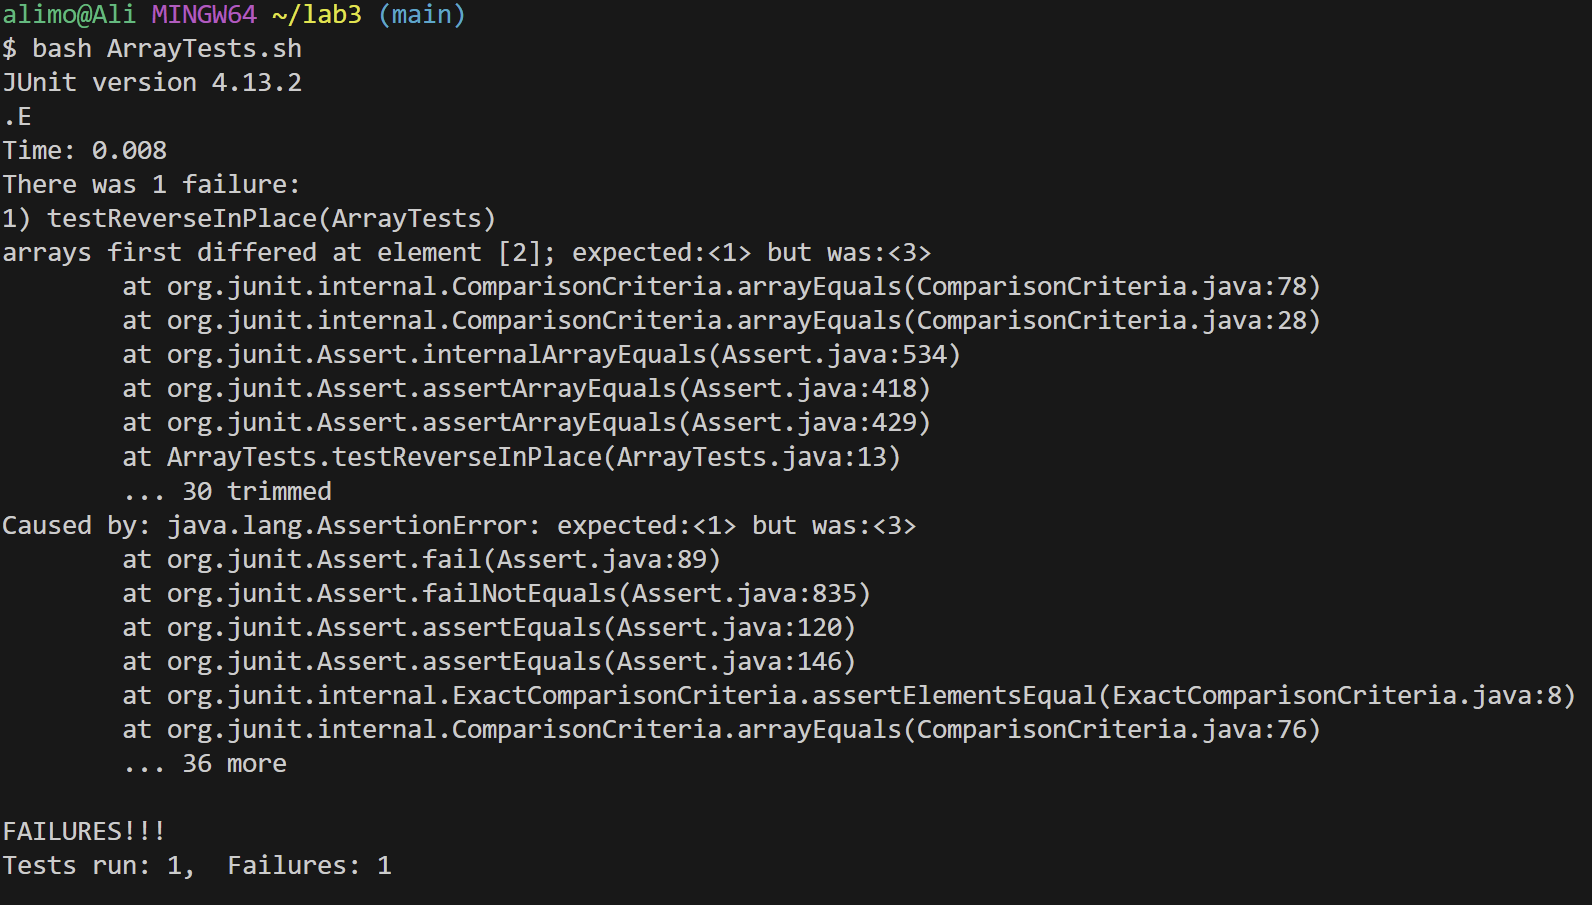 alimo@Ali MINGW64 ~/lab3 (main)
$ bash ArrayTests.sh
JUnit version 4.13.2
.E
Time: 0.008
There was 1 failure:
1) testReverseInPlace(ArrayTests)
arrays first differed at element [2]; expected:<1> but was:<3>
        at org.junit.internal.ComparisonCriteria.arrayEquals(ComparisonCriteria.java:78)
        at org.junit.internal.ComparisonCriteria.arrayEquals(ComparisonCriteria.java:28)
        at org.junit.Assert.internalArrayEquals(Assert.java:534)
        at org.junit.Assert.assertArrayEquals(Assert.java:418)
        at org.junit.Assert.assertArrayEquals(Assert.java:429)
        at ArrayTests.testReverseInPlace(ArrayTests.java:13)
        ... 30 trimmed
Caused by: java.lang.AssertionError: expected:<1> but was:<3>
        at org.junit.Assert.fail(Assert.java:89)
        at org.junit.Assert.failNotEquals(Assert.java:835)
        at org.junit.Assert.assertEquals(Assert.java:120)
        at org.junit.Assert.assertEquals(Assert.java:146)
        at org.junit.internal.ExactComparisonCriteria.assertElementsEqual(ExactComparisonCriteria.java:8)
        at org.junit.internal.ComparisonCriteria.arrayEquals(ComparisonCriteria.java:76)
        ... 36 more

FAILURES!!!
Tests run: 1,  Failures: 1